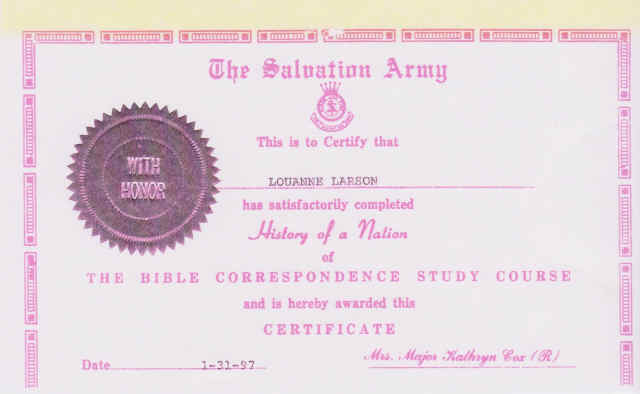 The Salvation Army
This is to Certify that
WITH
HONOR
LOUANNE LARSON
has satisfactorily completed
History of a Nation
of
THE BIBLE CORRESPONDENCE STUDY COURSE
and is hereby awarded this
CERTIFICATE
Date 1-31-97
Mrs. Major Kathryn Cox (R)